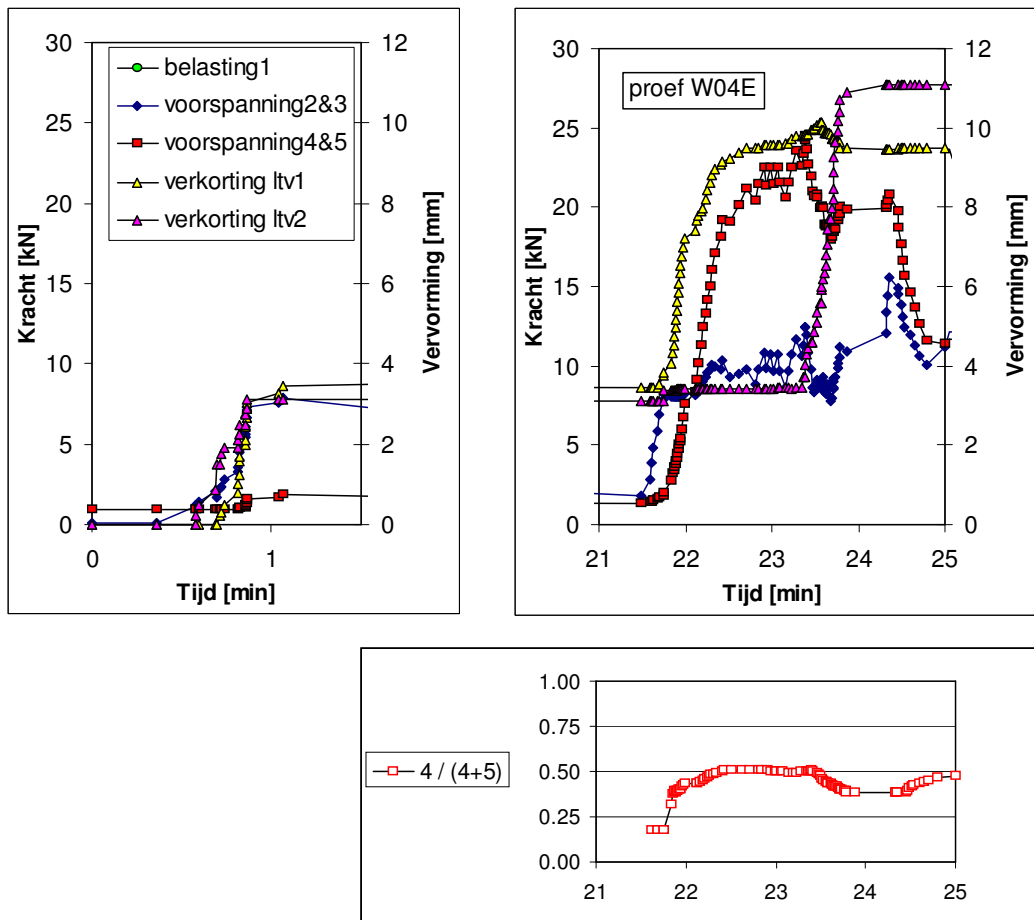 30
25
20
15
10
5
0
Kracht [kN]
belasting1
voorspanning2&3
voorspanning4&5
verkorting ltv1
verkorting ltv2
12
10
8
6
4
2
0
Vervorming [mm]
0 1
Tijd [min]
30
25
20
15
10
5
0
Kracht [kN]
proef W04E
12
10
8
6
4
2
0
Vervorming [mm]
21 22 23 24 25
Tijd [min]
4 / (4+5)
1.00
0.75
0.50
0.25
0.00
21 22 23 24 25